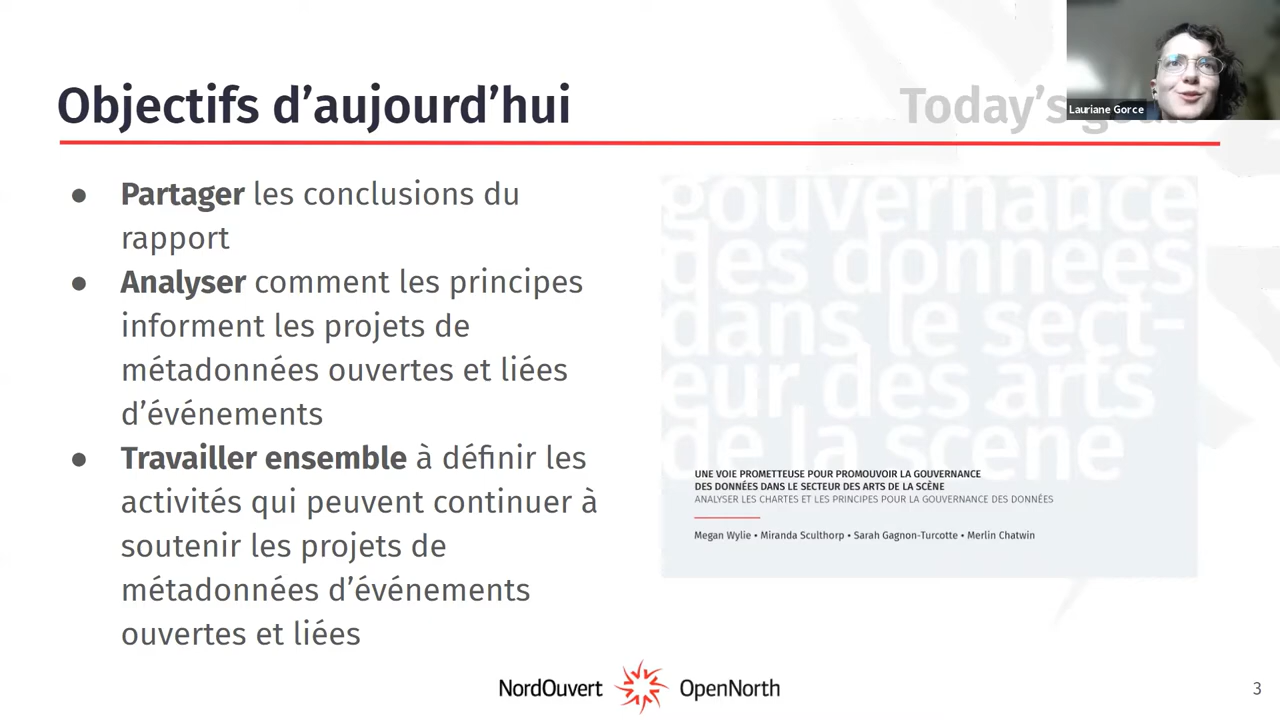 Objectifs d’aujourd’hui
Today’s goals
Lauriane Gorce
● Partager les conclusions du
rapport
● Analyser comment les principes
informent les projets de
métadonnées ouvertes et liées
d’événements
● Travailler ensemble à définir les
activités qui peuvent continuer à
soutenir les projets de
métadonnées d’événements
ouvertes et liées
gouvernance
des données
dans le sect-
eur des arts
de la scène
UNE VOIE PROMETTEUSE POUR PROMOUVOIR LA GOUVERNANCE
DES DONNÉES DANS LE SECTEUR DES ARTS DE LA SCÈNE
ANALYSER LES CHARTES ET LES PRINCIPES POUR LA GOUVERNANCE DES DONNÉES
Megan Wylie • Miranda Sculthorp • Sarah Gagnon-Turcotte • Merlin Chatwin
NordOuvert OpenNorth
3